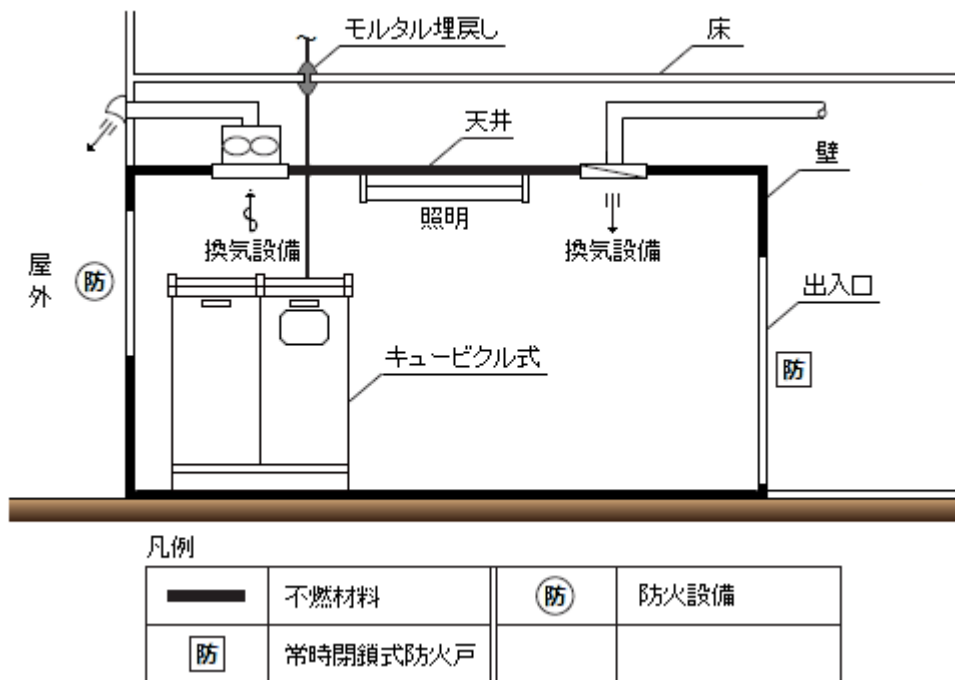 モルタル埋戻し
床
天井
壁
照明
換気設備
換気設備
屋外
防
出入口
キュービクル式
防
凡例
不燃材料
防
防火設備
防
常時閉鎖式防火戸